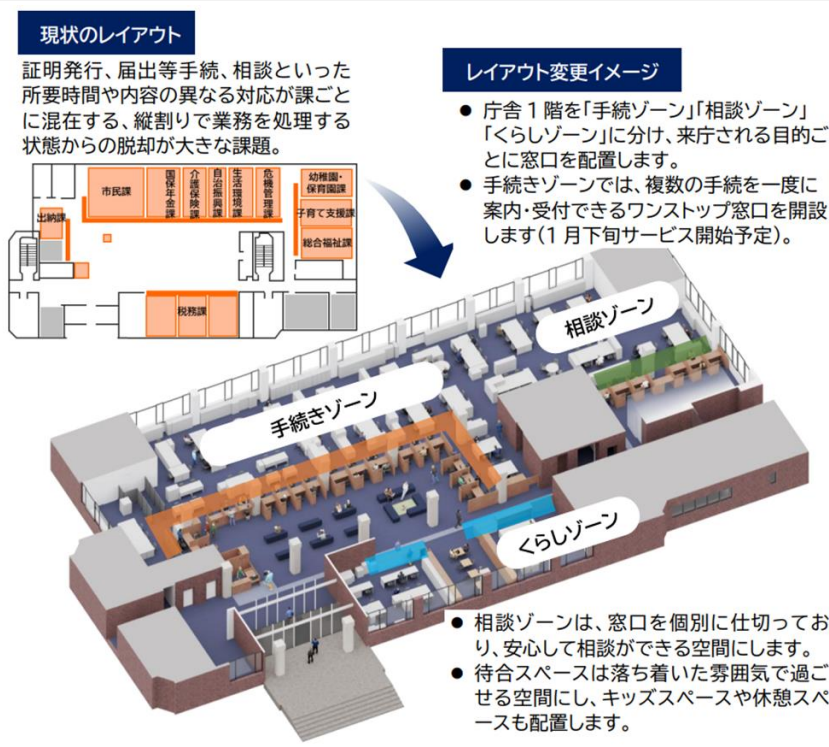 現状のレイアウト
証明発行、届出等手続、相談といった
所要時間や内容の異なる対応が課ごと
に混在する、縦割りで業務を処理する
状態からの脱却が大きな課題。
市民課
国保年金課
介護保険課
自治振興課
生活環境課
危機管理課
幼稚園・
保育園課
子育て支援課
総合福祉課
出納課
税務課
レイアウト変更イメージ
● 庁舎1階を「手続ゾーン」「相談ゾーン」
「くらしゾーン」に分け、来庁される目的ご
とに窓口を配置します。
● 手続きゾーンでは、複数の手続を一度に
案内・受付できるワンストップ窓口を開設
します(1月下旬サービス開始予定)。
相談ゾーン
手続きゾーン
くらしゾーン
● 相談ゾーンは、窓口を個別に仕切ってお
り、安心して相談ができる空間にします。
● 待合スペースは落ち着いた雰囲気で過ご
せる空間にし、キッズスペースや休憩スペ
ースも配置します。